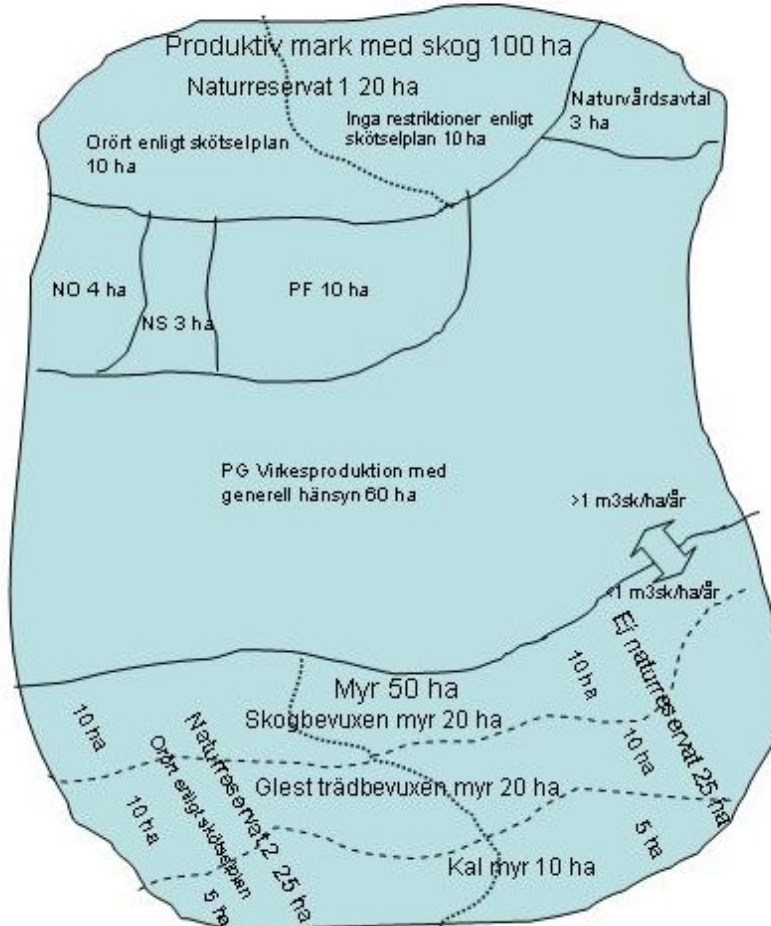 Produktiv mark med skog 100 ha
Naturreservat 1 20 ha
Orört enligt skötselplan
10 ha
Inga restriktioner enligt
skötselplan 10 ha
Naturvårdsavtal
3 ha
NO 4 ha
NS 3 ha
PF 10 ha
PG Virkesproduktion med
generell hänsyn 60 ha
>1 m3sk/ha/år
<1 m3sk/ha/år
Myr 50 ha
Skogbevuxen myr 20 ha
Glest trädbevuxen myr 20 ha
Kal myr 10 ha
10 ha
10 ha
5 ha
Naturreservat 2 25 ha
Orört enligt skötselplan
Ej naturreservat 25 ha
10 ha
10 ha
5 ha